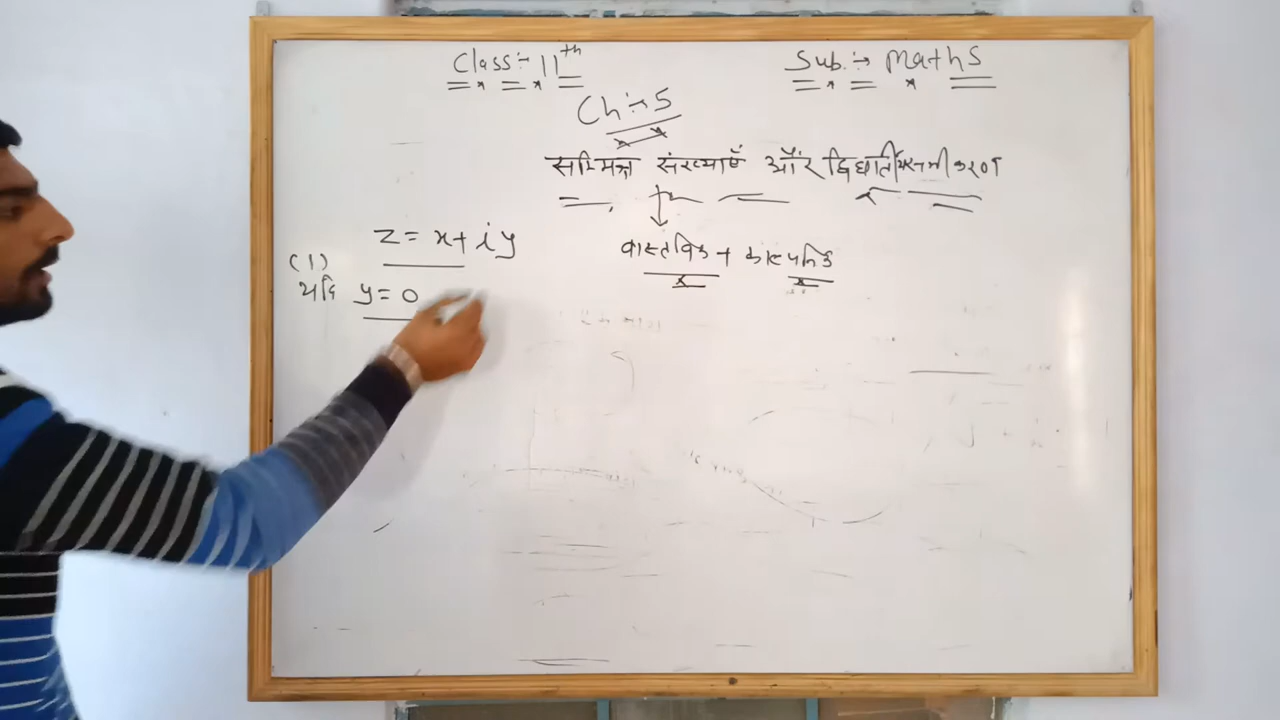 Class:- 11th
Sub.:→ Maths
Ch:→5
सम्मिश्र संख्याएँ और द्विघातीय समीकरण
वास्तविक + काल्पनिक
z = x + iy
(1)
यदि y = 0